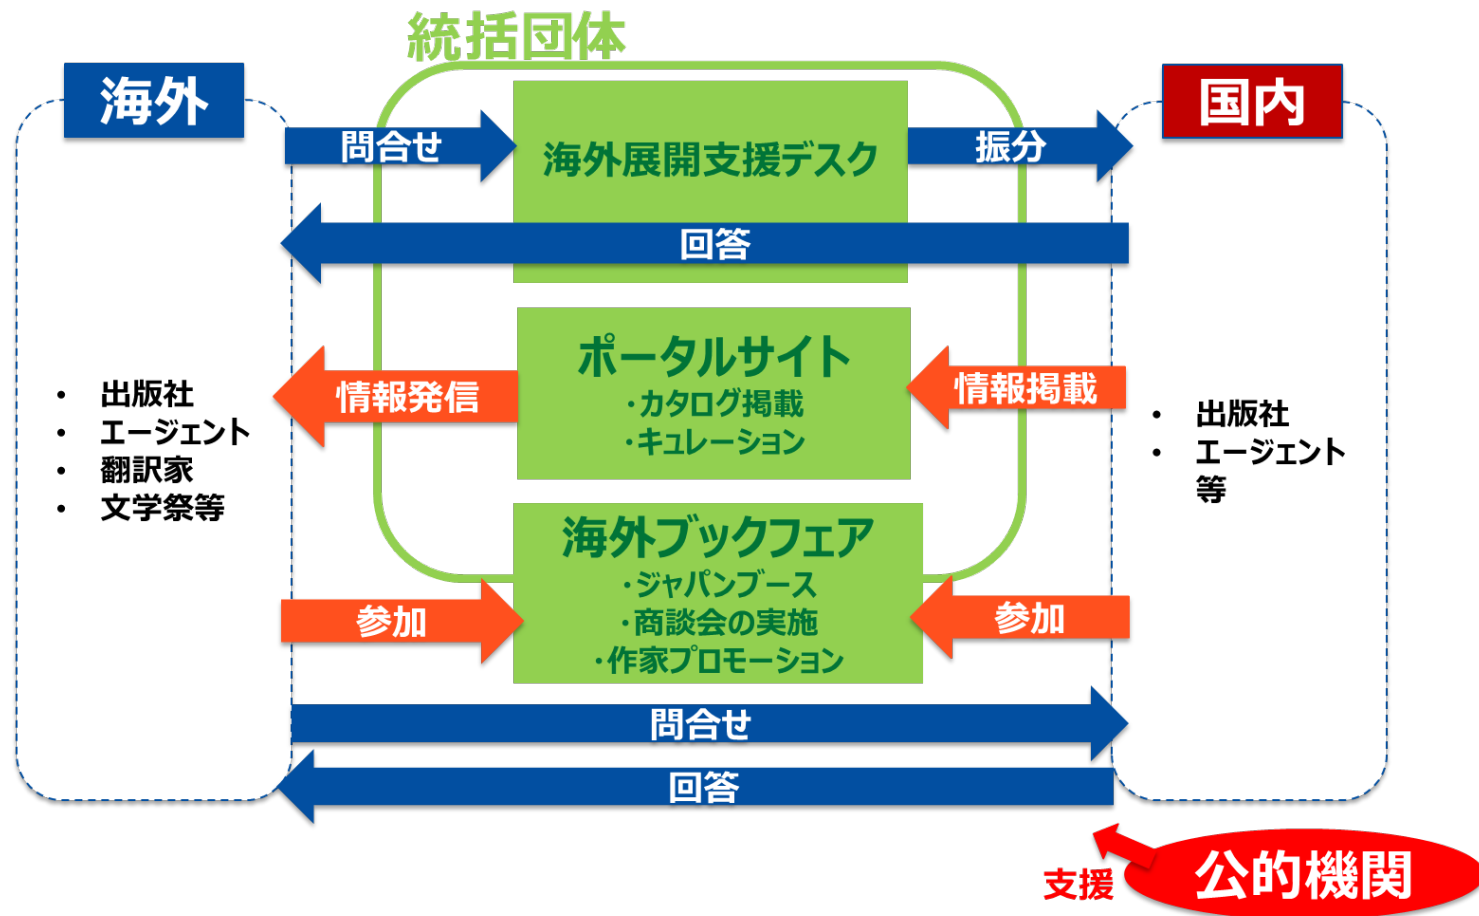 統括団体
海外
国内
問合せ
海外展開支援デスク
振分
回答
ポータルサイト
・カタログ掲載
・キュレーション
情報発信
情報掲載
• 出版社
• エージェント
• 翻訳家
• 文学祭等
• 出版社
• エージェント
等
海外ブックフェア
・ジャパンブース
・商談会の実施
・作家プロモーション
参加
参加
問合せ
回答
支援
公的機関